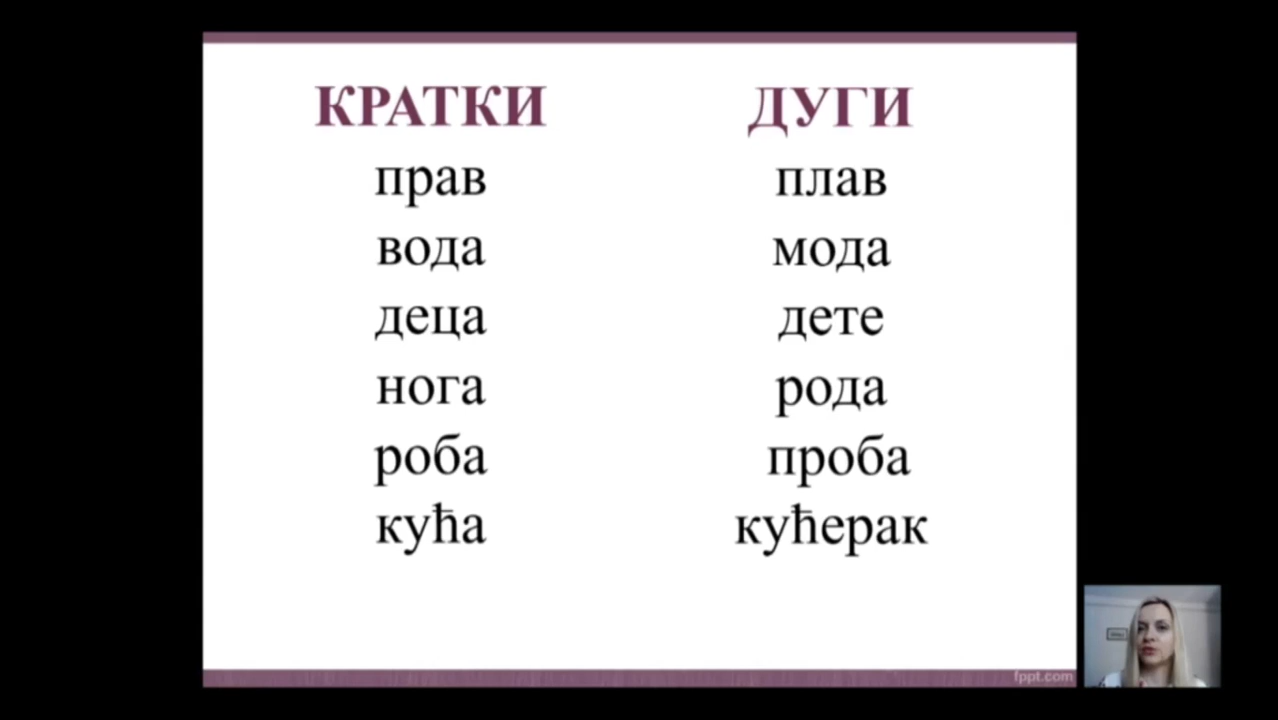 КРАТКИ ДУГИ
прав плав
вода мода
деца дете
нога рода
роба проба
кућа кућерак
fppt.com